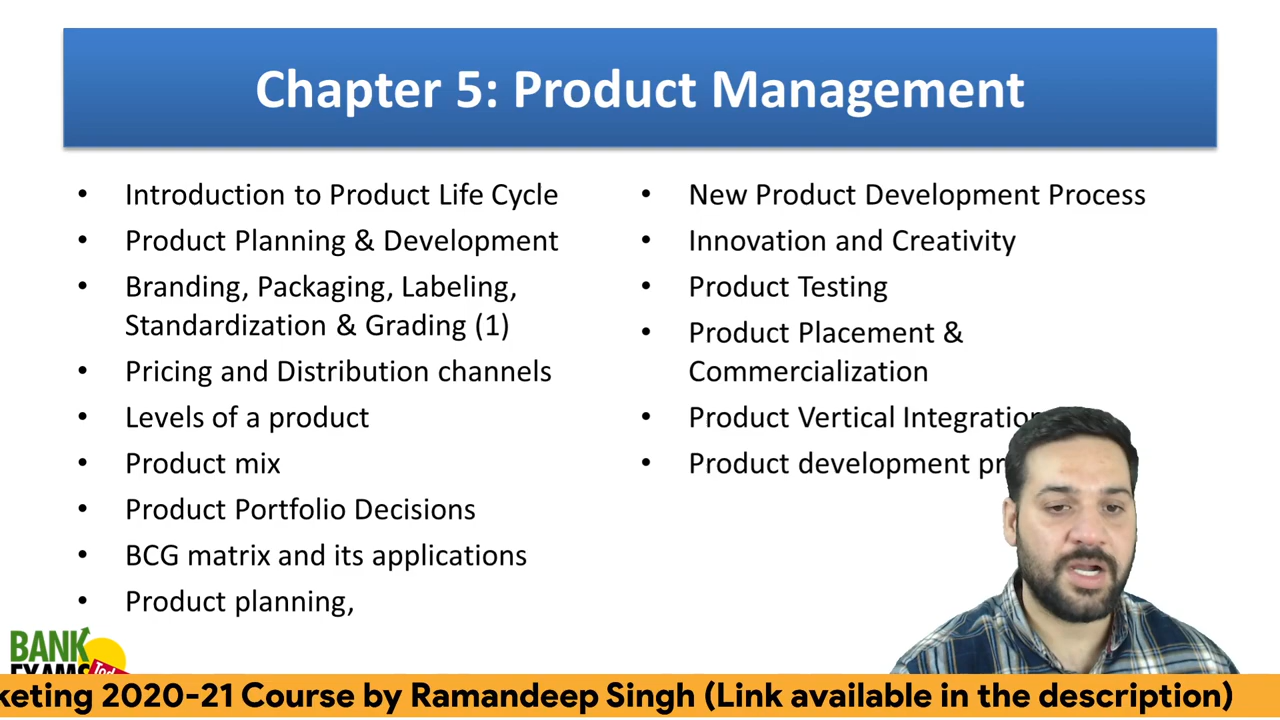 Chapter 5: Product Management
• Introduction to Product Life Cycle
• Product Planning & Development
• Branding, Packaging, Labeling,
Standardization & Grading (1)
• Pricing and Distribution channels
• Levels of a product
• Product mix
• Product Portfolio Decisions
• BCG matrix and its applications
• Product planning,
• New Product Development Process
• Innovation and Creativity
• Product Testing
• Product Placement &
Commercialization
• Product Vertical Integration
• Product development
BANK
EXAMS
2020-21 Course by Ramandeep Singh (Link available in the description)